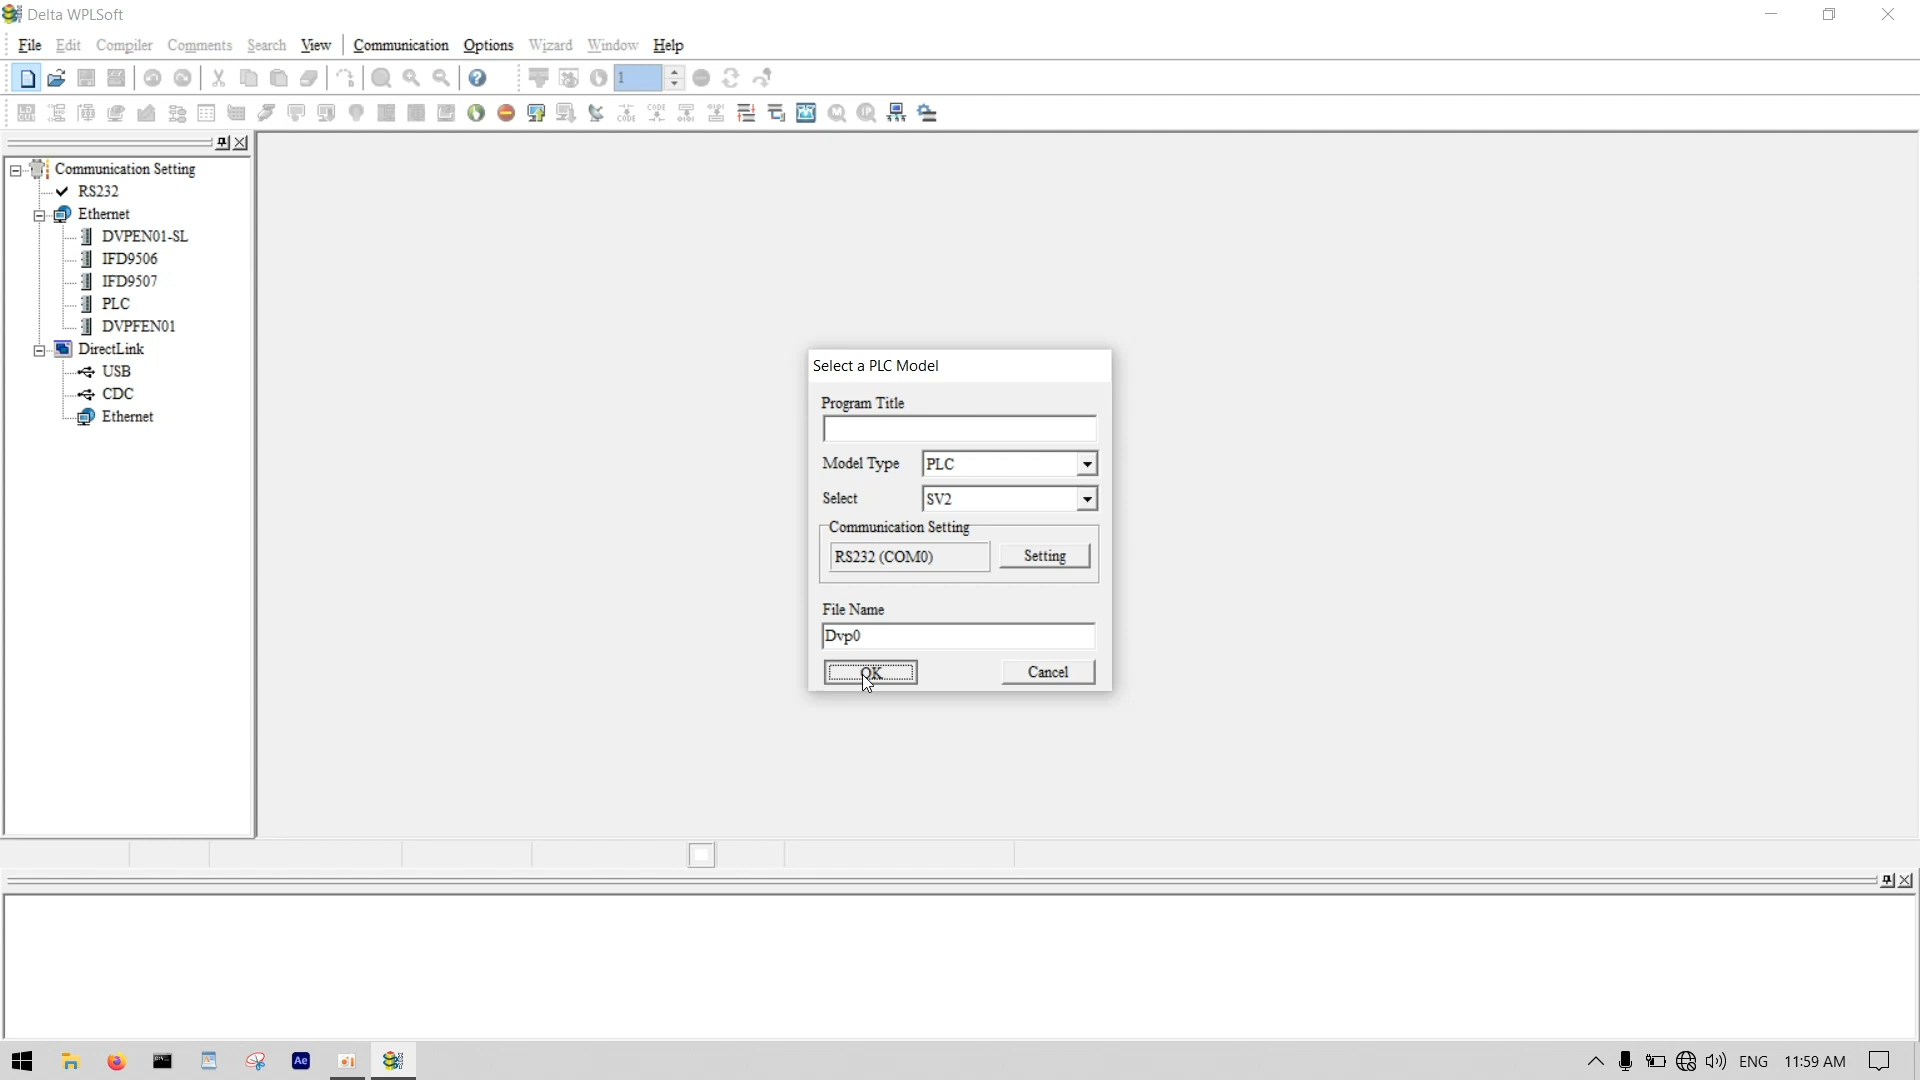 Delta WPLSoft
File Edit Compiler Comments Search View Communication Options Wizard Window Help
1
Communication Setting
RS232
Ethernet
DVPEN01-SL
IFD9506
IFD9507
PLC
DVPFEN01
DirectLink
USB
CDC
Ethernet
Select a PLC Model
Program Title
Model Type PLC
Select SV2
Communication Setting
RS232 (COM0) Setting
File Name
Dvp0
OK Cancel
Ae
ENG 11:59 AM